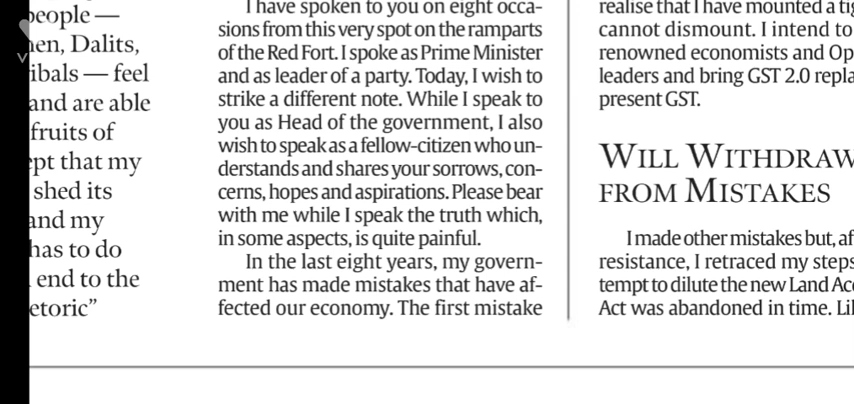 people —
men, Dalits,
ibals — feel
and are able
fruits of
ept that my
shed its
and my
has to do
end to the
etoric”
I have spoken to you on eight occa-
sions from this very spot on the ramparts
of the Red Fort. I spoke as Prime Minister
and as leader of a party. Today, I wish to
strike a different note. While I speak to
you as Head of the government, I also
wish to speak as a fellow-citizen who un-
derstands and shares your sorrows, con-
cerns, hopes and aspirations. Please bear
with me while I speak the truth which,
in some aspects, is quite painful.
In the last eight years, my govern-
ment has made mistakes that have af-
fected our economy. The first mistake
realise that I have mounted a tig
cannot dismount. I intend to
renowned economists and Op
leaders and bring GST 2.0 repla
present GST.
WILL WITHDRAW
FROM MISTAKES
I made other mistakes but, af
resistance, I retraced my steps
tempt to dilute the new Land Acc
Act was abandoned in time. Lil